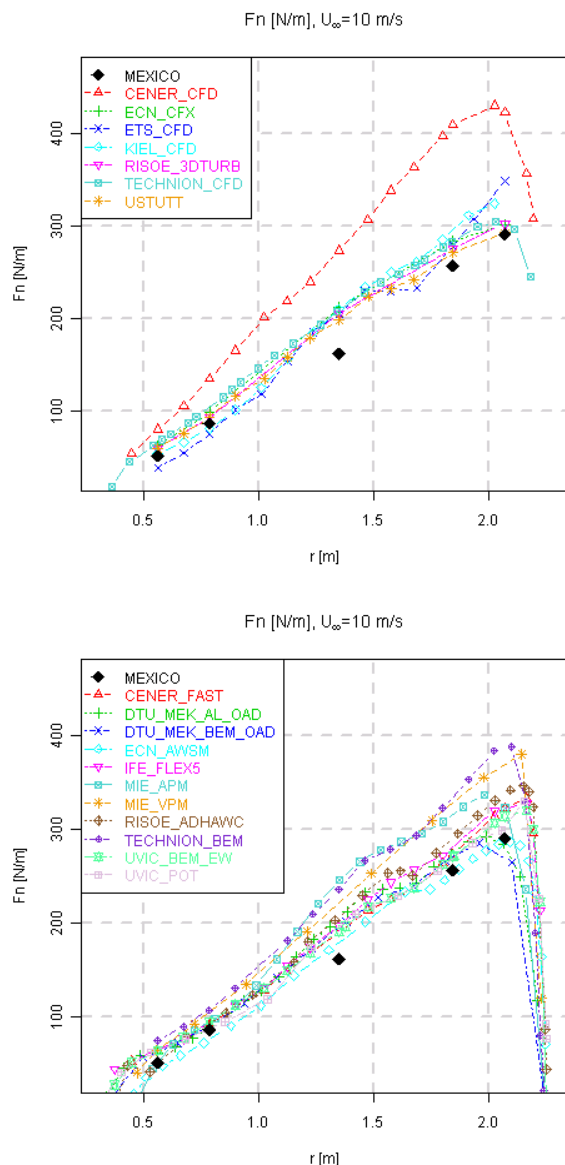 Fn [N/m], U∞=10 m/s
MEXICO
CENER_CFD
ECN_CFX
ETS_CFD
KIEL_CFD
RISOE_3DTURB
TECHNION_CFD
USTUTT
Fn [N/m]
400
300
200
100
0.5 1.0 1.5 2.0
r [m]
Fn [N/m], U∞=10 m/s
MEXICO
CENER_FAST
DTU_MEK_AL_OAD
DTU_MEK_BEM_OAD
ECN_AWSM
IFE_FLEX5
MIE_APM
MIE_VPM
RISOE_ADHAWC
TECHNION_BEM
UVIC_BEM_EW
UVIC_POT
Fn [N/m]
400
300
200
100
0.5 1.0 1.5 2.0
r [m]